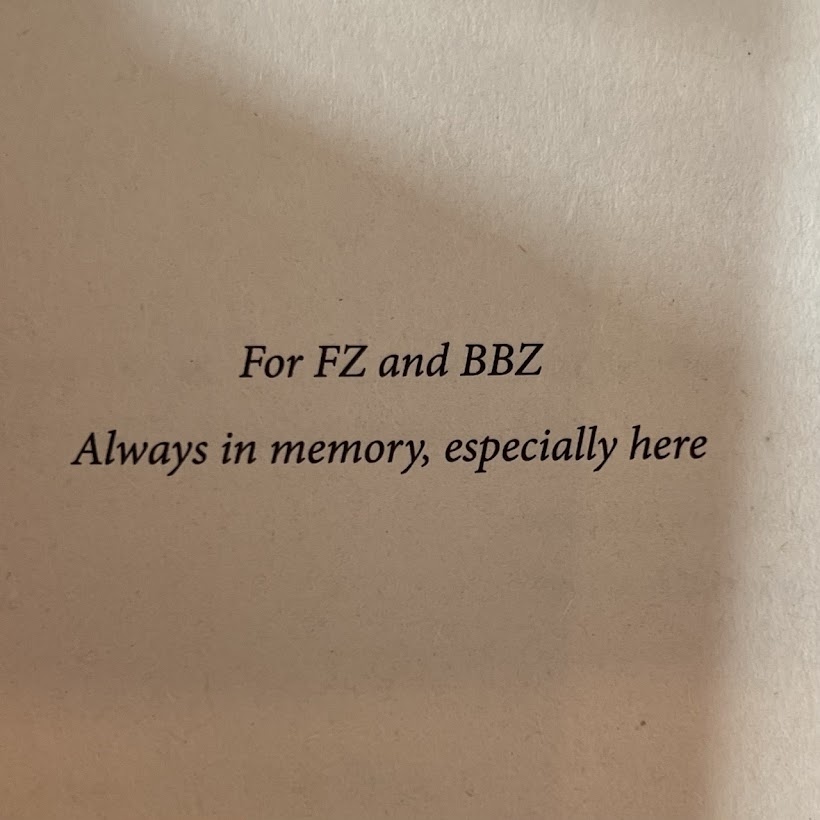 For FZ and BBZ
Always in memory, especially here